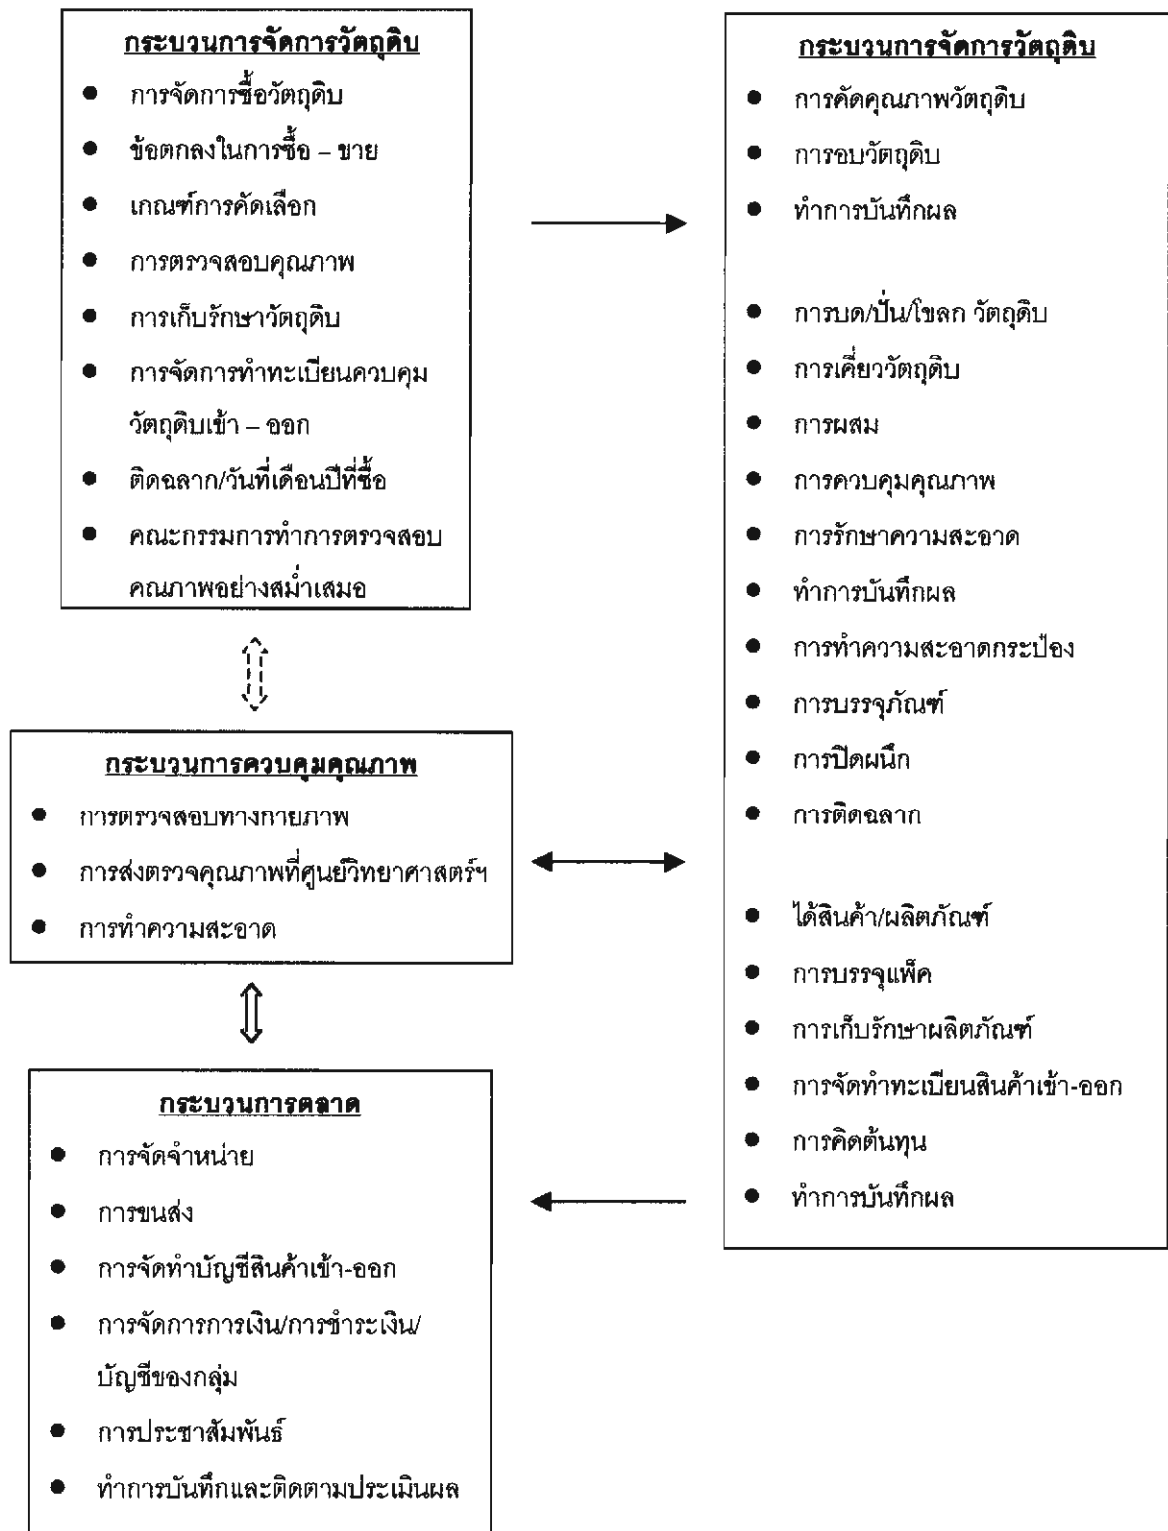 กระบวนการจัดการวัตถุดิบ
● การจัดการซื้อวัตถุดิบ
● ข้อตกลงในการซื้อ – ขาย
● เกณฑ์การคัดเลือก
● การตรวจสอบคุณภาพ
● การเก็บรักษาวัตถุดิบ
● การจัดการทำทะเบียนควบคุม
วัตถุดิบเข้า – ออก
● ติดฉลาก/วันที่เดือนปีที่ซื้อ
● คณะกรรมการทำการตรวจสอบ
คุณภาพอย่างสม่ำเสมอ
กระบวนการควบคุมคุณภาพ
● การตรวจสอบทางกายภาพ
● การส่งตรวจคุณภาพที่ศูนย์วิทยาศาสตร์ฯ
● การทำความสะอาด
กระบวนการตลาด
● การจัดจำหน่าย
● การขนส่ง
● การจัดทำบัญชีสินค้าเข้า-ออก
● การจัดการการเงิน/การชำระเงิน/
บัญชีของกลุ่ม
● การประชาสัมพันธ์
● ทำการบันทึกและติดตามประเมินผล
กระบวนการจัดการวัตถุดิบ
● การคัดคุณภาพวัตถุดิบ
● การอบวัตถุดิบ
● ทำการบันทึกผล
● การบด/ปั่น/โขลก วัตถุดิบ
● การเคี่ยววัตถุดิบ
● การผสม
● การควบคุมคุณภาพ
● การรักษาความสะอาด
● ทำการบันทึกผล
● การทำความสะอาดกระป๋อง
● การบรรจุภัณฑ์
● การปิดผนึก
● การติดฉลาก
● ได้สินค้า/ผลิตภัณฑ์
● การบรรจุแพ็ค
● การเก็บรักษาผลิตภัณฑ์
● การจัดทำทะเบียนสินค้าเข้า-ออก
● การคิดต้นทุน
● ทำการบันทึกผล